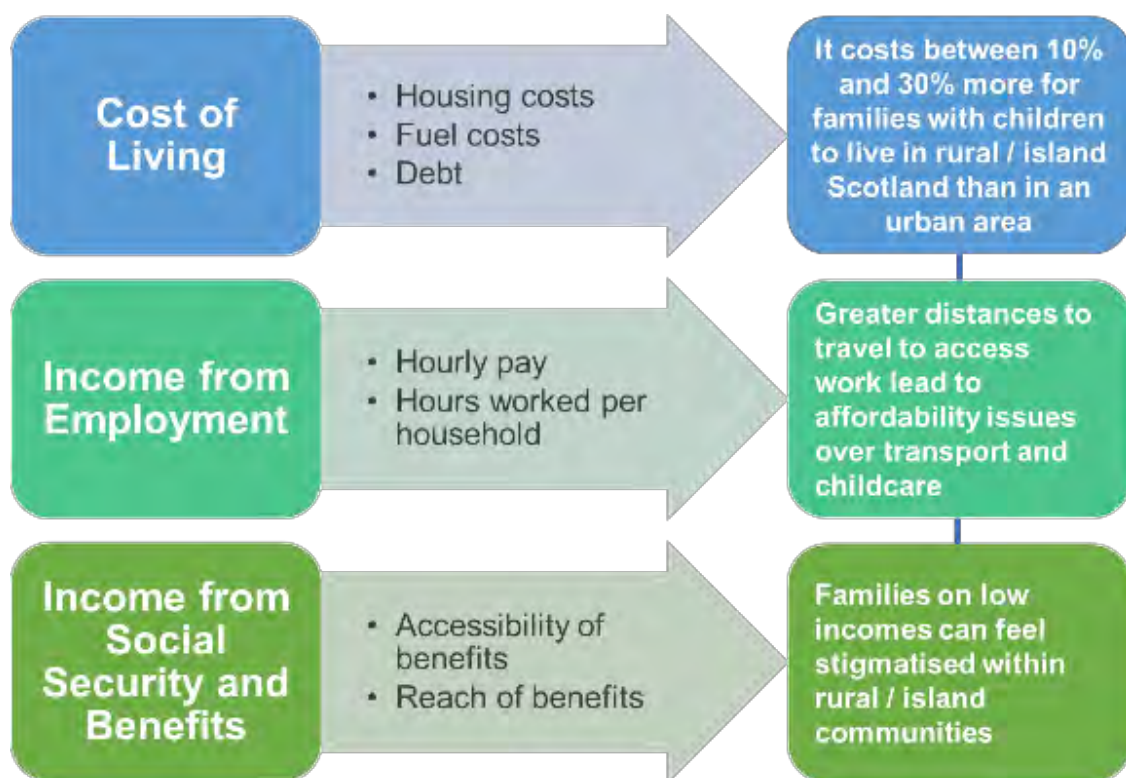 Cost of
Living
• Housing costs
• Fuel costs
• Debt
It costs between 10%
and 30% more for
families with children
to live in rural / island
Scotland than in an
urban area
Income from
Employment
• Hourly pay
• Hours worked per
household
Greater distances to
travel to access
work lead to
affordability issues
over transport and
childcare
Income from
Social
Security and
Benefits
• Accessibility of
benefits
• Reach of benefits
Families on low
incomes can feel
stigmatised within
rural / island
communities